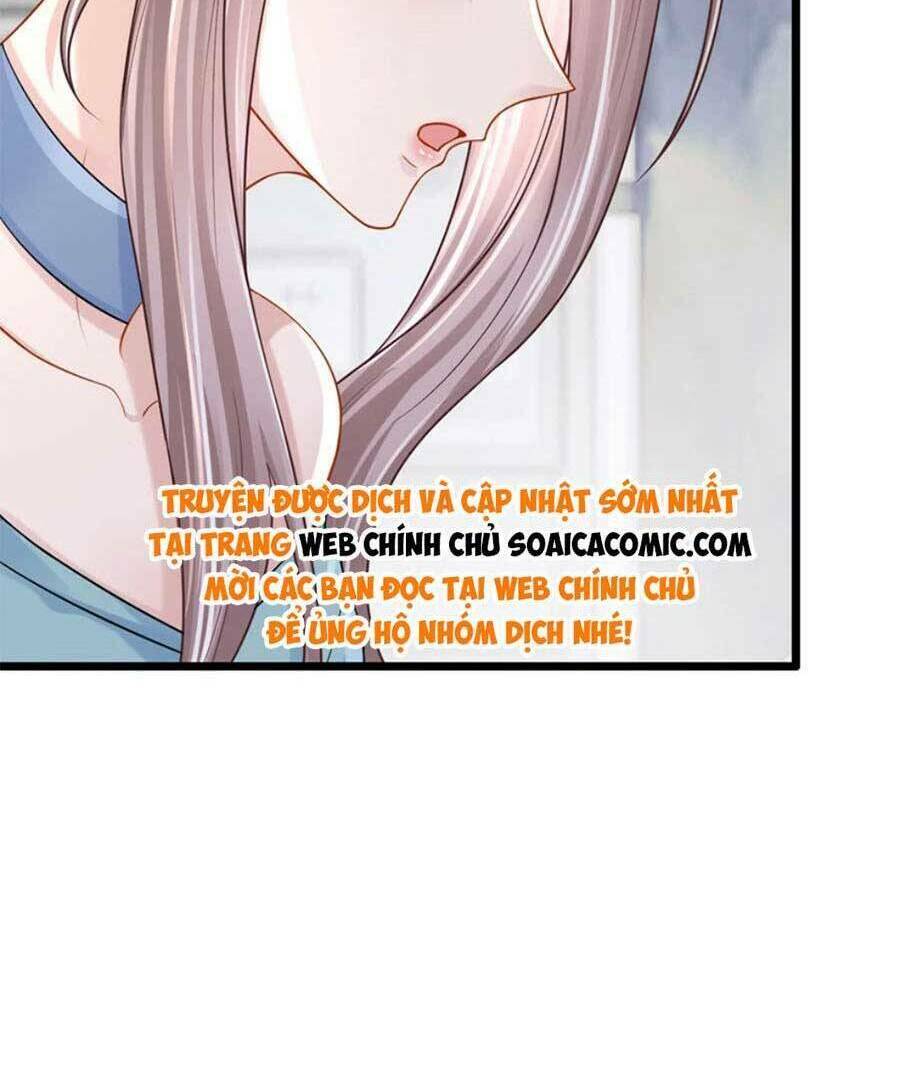 TRUYỆN ĐƯỢC DỊCH VÀ CẬP NHẬT SỚM NHẤT
TẠI TRANG WEB CHÍNH CHỦ SOAICACOMIC.COM
MỜI CÁC BẠN ĐỌC TẠI WEB CHÍNH CHỦ
ĐỂ ỦNG HỘ NHÓM DỊCH NHÉ!